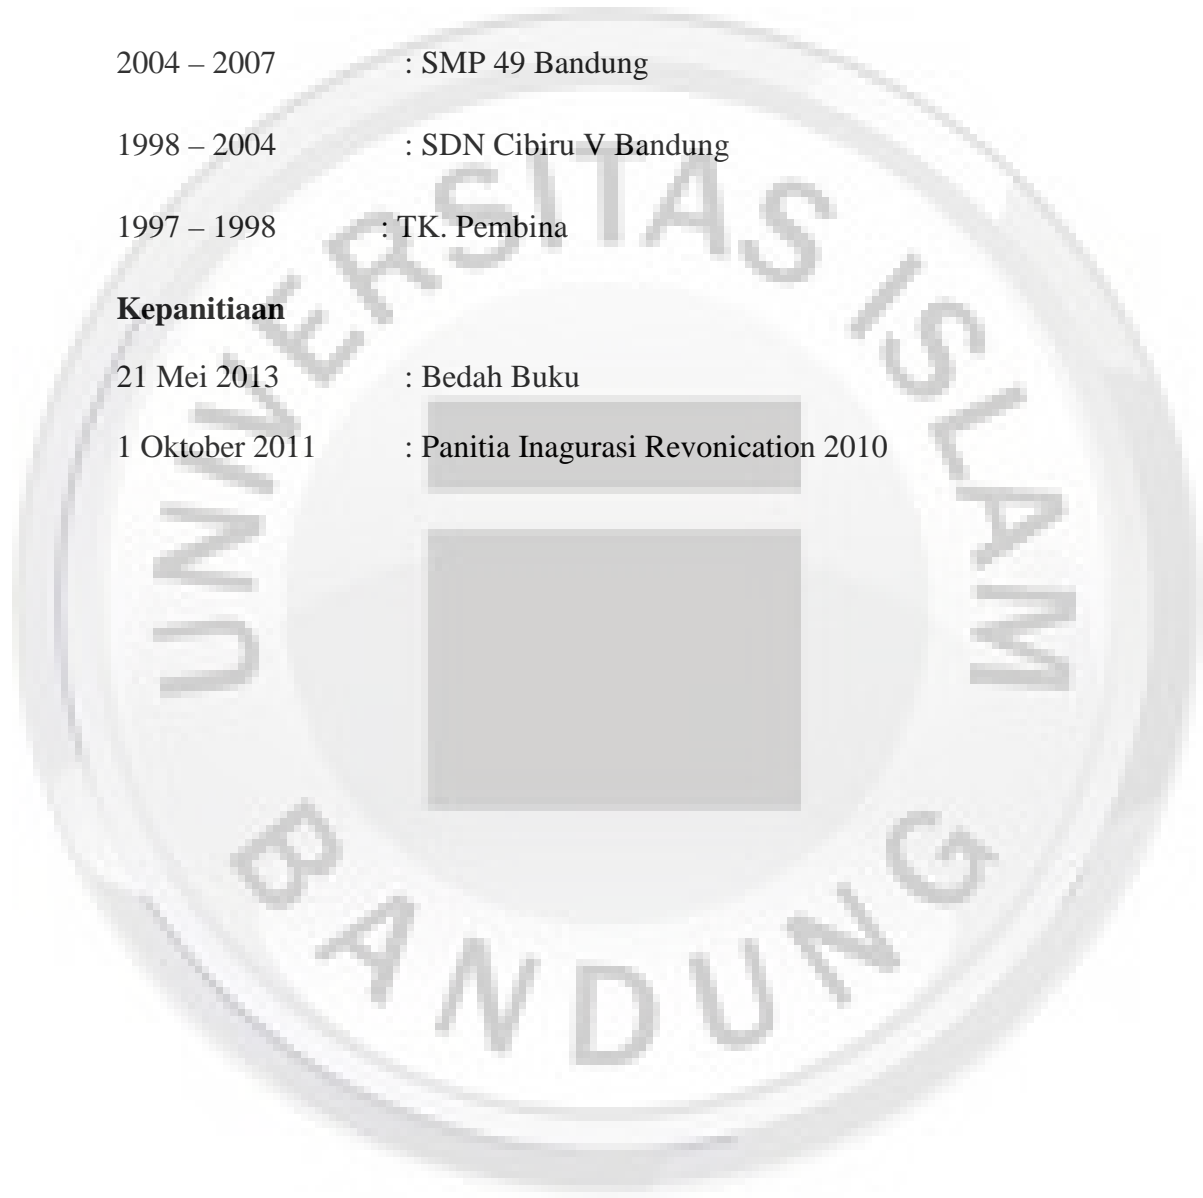 2004 – 2007 : SMP 49 Bandung
1998 – 2004 : SDN Cibiru V Bandung
1997 – 1998 : TK. Pembina
Kepanitiaan
21 Mei 2013 : Bedah Buku
1 Oktober 2011 : Panitia Inagurasi Revonication 2010
UNIVERSITAS ISLAM
BANDUNG